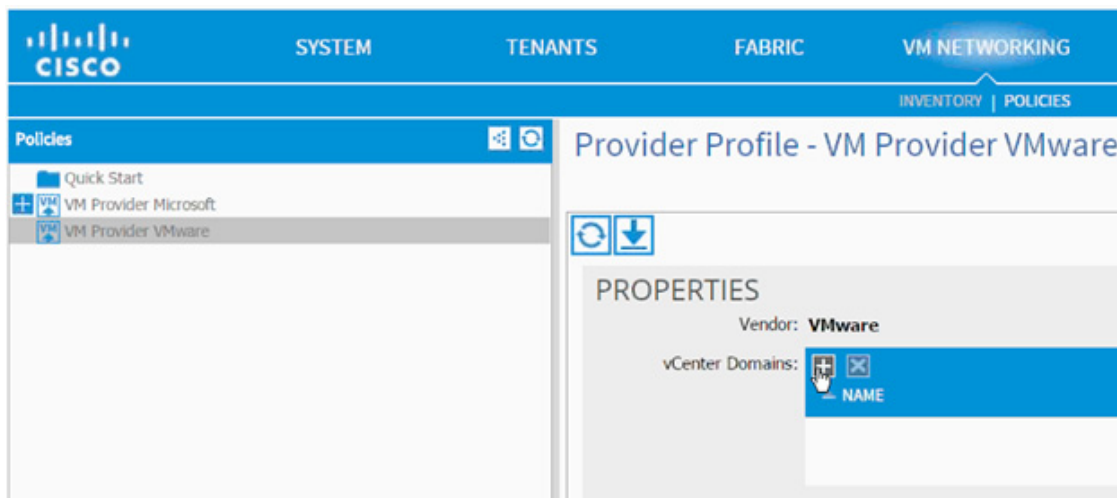 CISCO
SYSTEM
TENANTS
FABRIC
VM NETWORKING
INVENTORY | POLICIES
Policies
Quick Start
VM Provider Microsoft
VM Provider VMware
Provider Profile - VM Provider VMware
PROPERTIES
Vendor: VMware
vCenter Domains:
NAME